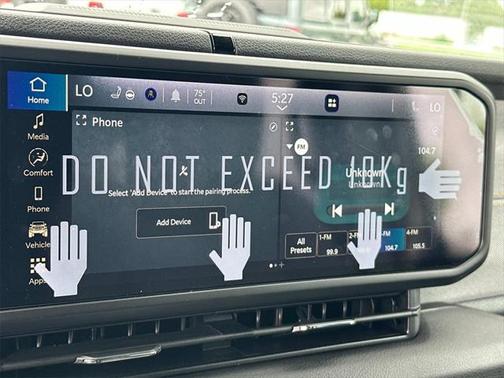 LO
75°
OUT
5:27
LO
Home
Phone
FM
104.7
Media
DO NOT EXCEED 10Kg
Unknown
Unknown
Comfort
Select 'Add Device' to start the pairing process.
Phone
Add Device
Vehicle
All
Presets
1-FM
99.9
2-FM
3-FM
104.7
4-FM
105.5
Apps